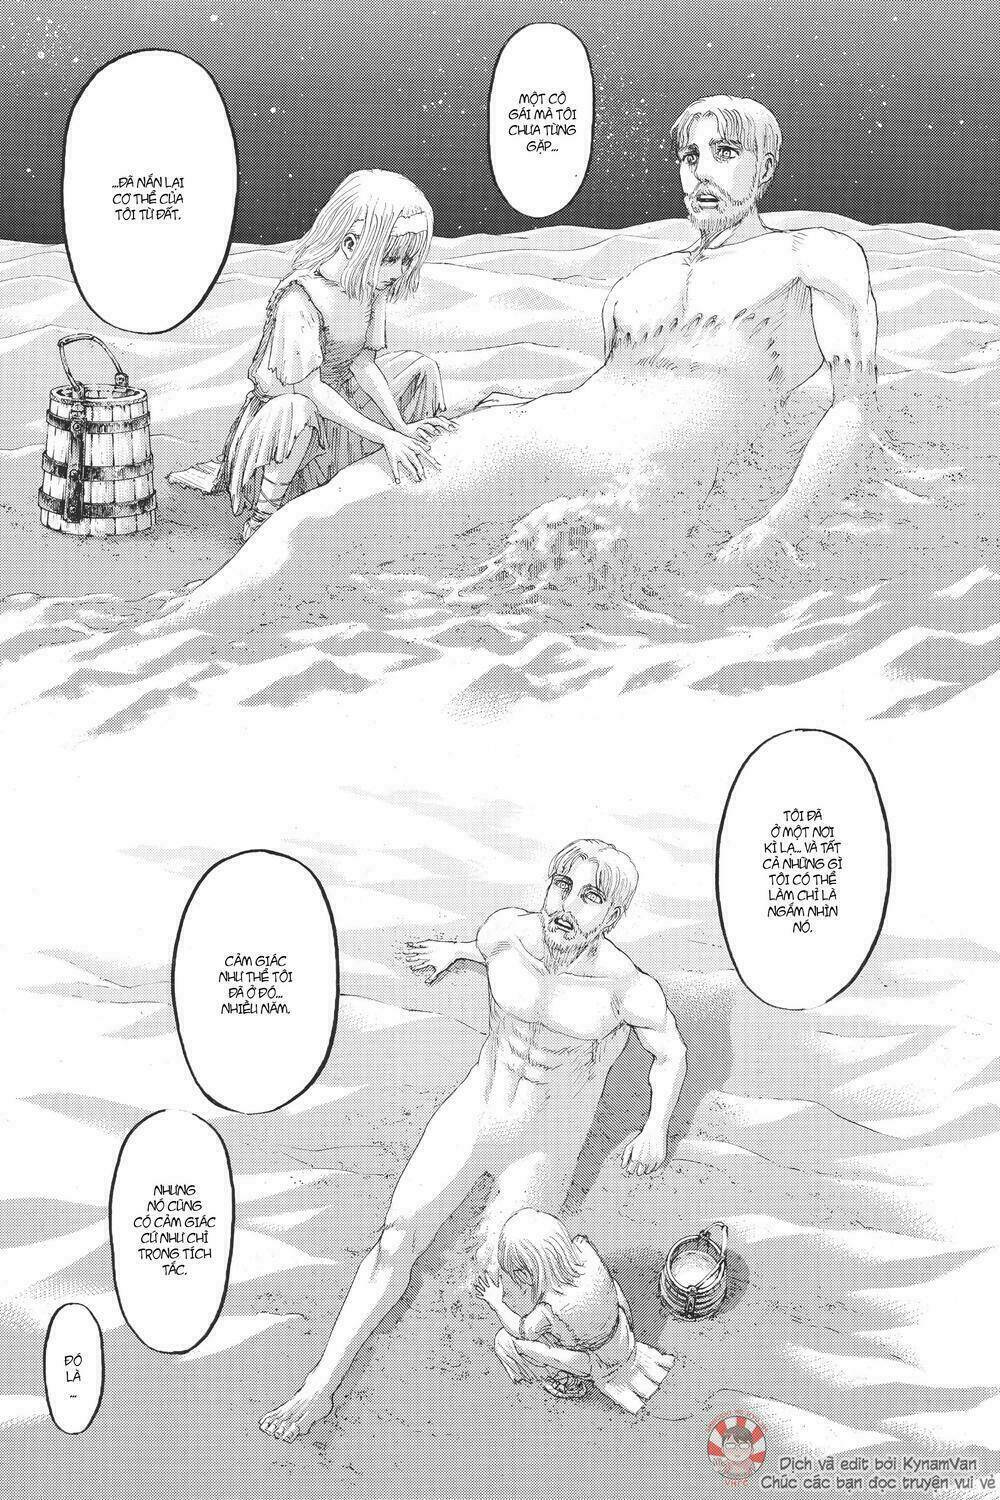 MỘT CÔ
GÁI MÀ TÔI
CHƯA TỪNG
GẶP...
...ĐÃ NẮN LẠI
CƠ THỂ CỦA
TÔI TỪ ĐẤT.
TÔI ĐÃ
Ở MỘT NƠI
KÌ LẠ... VÀ TẤT
CẢ NHỮNG GÌ
TÔI CÓ THỂ
LÀM CHỈ LÀ
NGẮM NHÌN
NÓ.
CẢM GIÁC
NHƯ THỂ TÔI
ĐÃ Ở ĐÓ...
NHIỀU NĂM.
NHƯNG
NÓ CŨNG
CÓ CẢM GIÁC
CỨ NHƯ CHỈ
TRONG TÍCH
TẮC.
ĐÓ
LÀ
...
Dịch và edit bởi KynamVan
Chúc các bạn đọc truyện vui vẻ